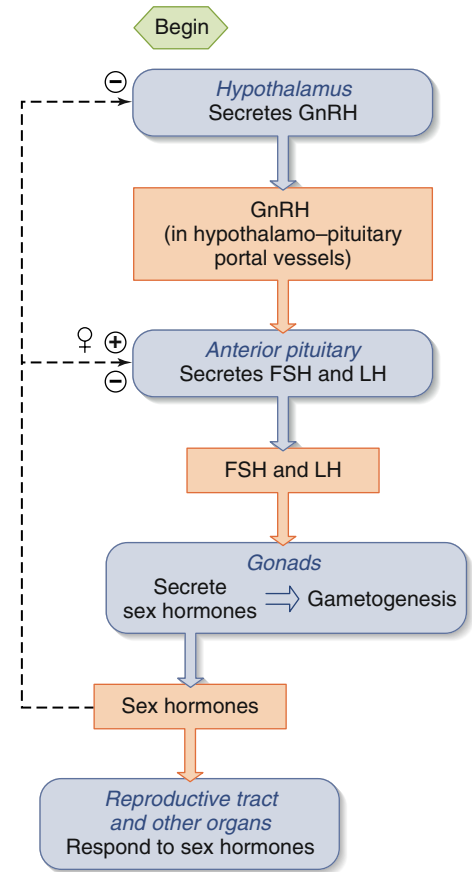 Begin
⊖
Hypothalamus
Secretes GnRH
GnRH
(in hypothalamo–pituitary
portal vessels)
♀ ⊕
⊖
Anterior pituitary
Secretes FSH and LH
FSH and LH
Gonads
Secrete
sex hormones ⇒ Gametogenesis
Sex hormones
Reproductive tract
and other organs
Respond to sex hormones